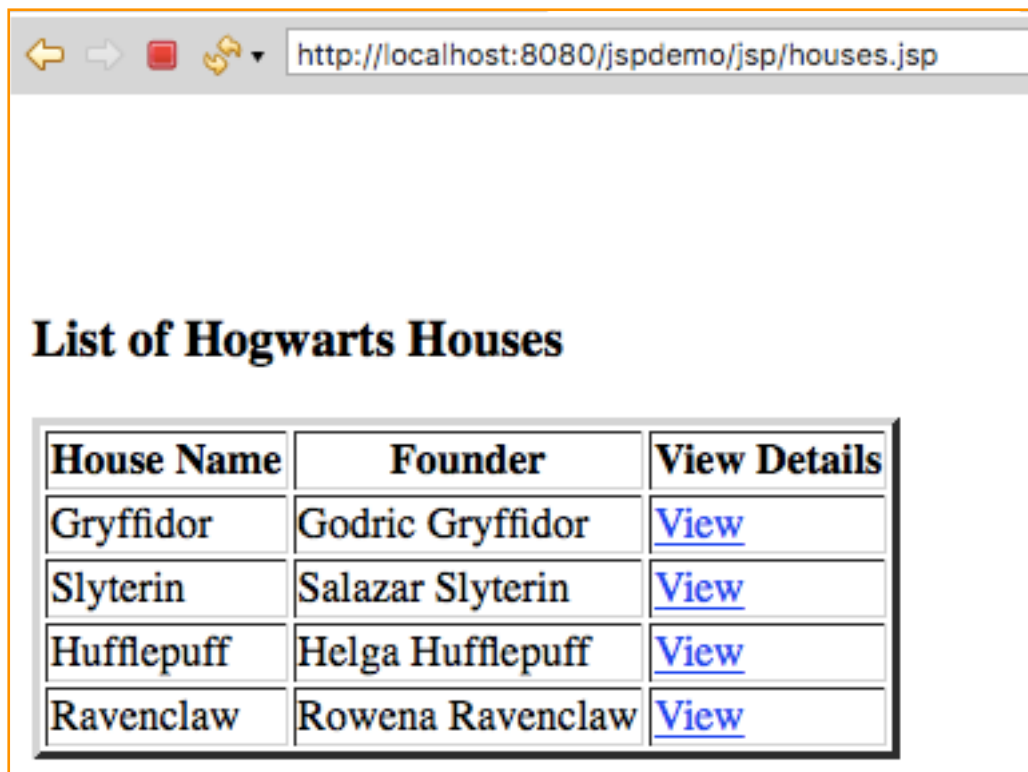 http://localhost:8080/jspdemo/jsp/houses.jsp
List of Hogwarts Houses
House Name Founder View Details
Gryffidor Godric Gryffidor View
Slyterin Salazar Slyterin View
Hufflepuff Helga Hufflepuff View
Ravenclaw Rowena Ravenclaw View